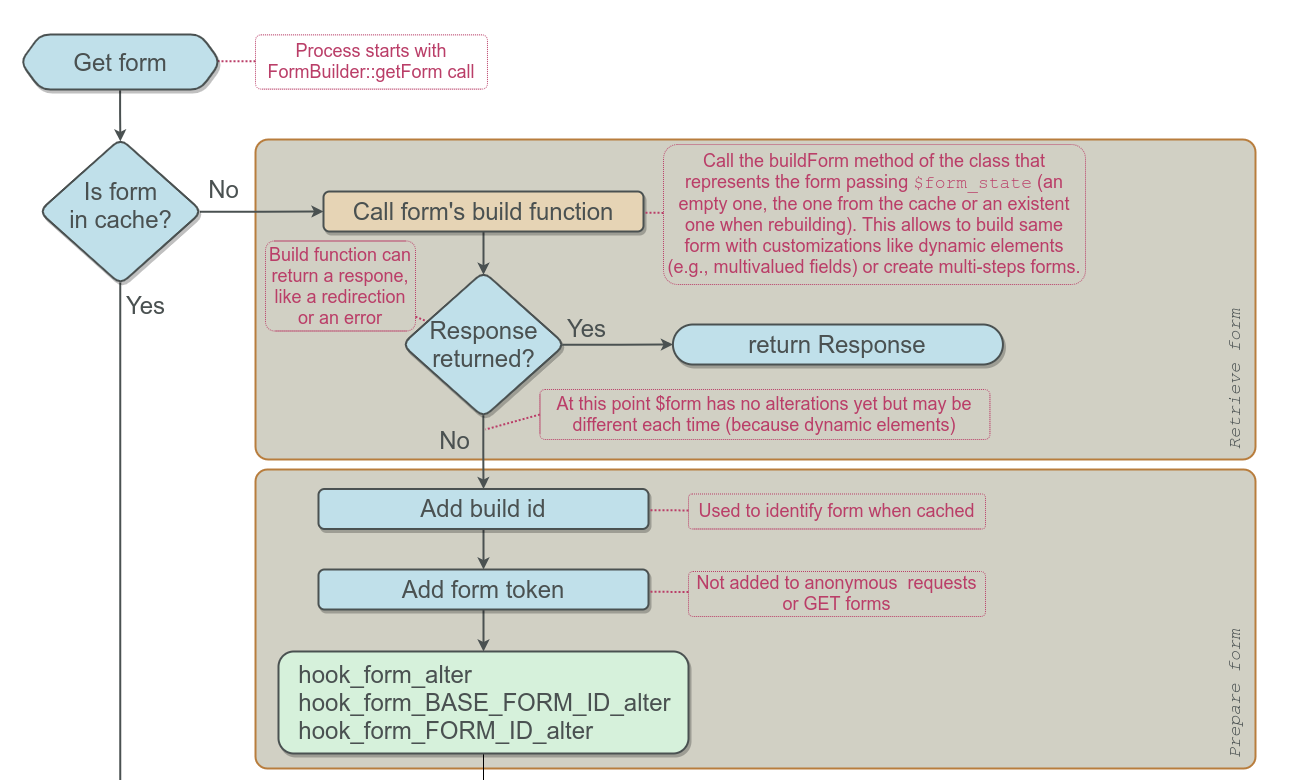 Get form
Process starts with
FormBuilder::getForm call
Is form
in cache?
No
Yes
Call form's build function
Call the buildForm method of the class that
represents the form passing $form_state (an
empty one, the one from the cache or an existent
one when rebuilding). This allows to build same
form with customizations like dynamic elements
(e.g., multivalued fields) or create multi-steps forms.
Build function can
return a respone,
like a redirection
or an error
Response
returned?
Yes
return Response
At this point $form has no alterations yet but may be
different each time (because dynamic elements)
No
Retrieve form
Add build id
Used to identify form when cached
Add form token
Not added to anonymous  requests
or GET forms
hook_form_alter
hook_form_BASE_FORM_ID_alter
hook_form_FORM_ID_alter
Prepare form